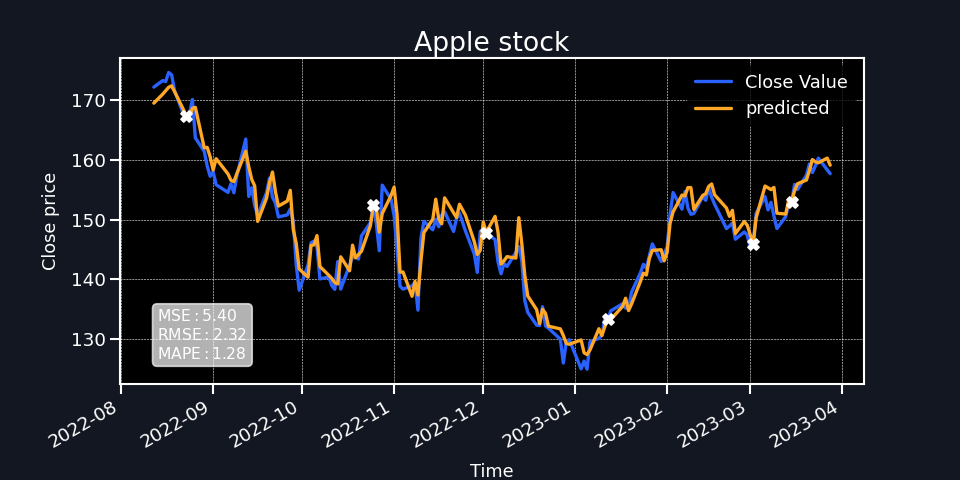 Apple stock
Close Value
predicted
170
160
150
140
130
Close price
MSE : 5.40
RMSE : 2.32
MAPE : 1.28
2022-08
2022-09
2022-10
2022-11
2022-12
2023-01
2023-02
2023-03
2023-04
Time